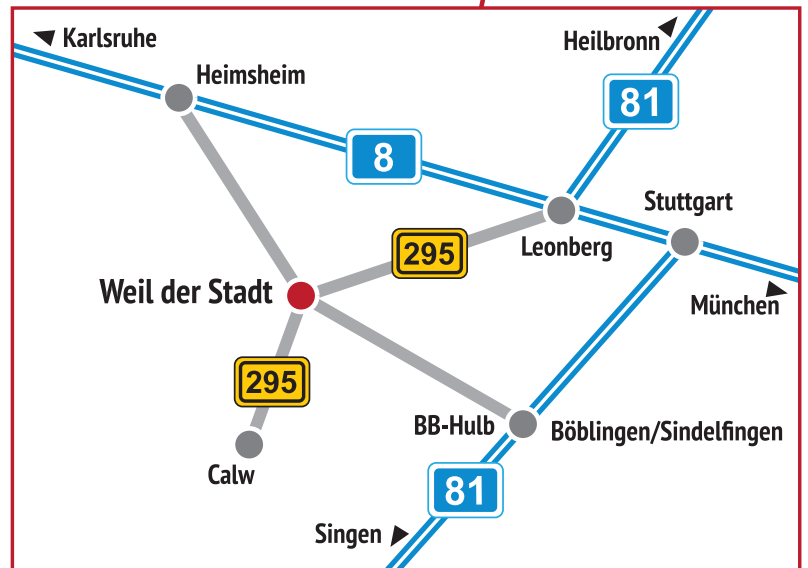 Karlsruhe
Heilbronn
Heimsheim
81
8
Stuttgart
Leonberg
295
Weil der Stadt
München
295
BB-Hulb
Böblingen/Sindelfingen
Calw
81
Singen